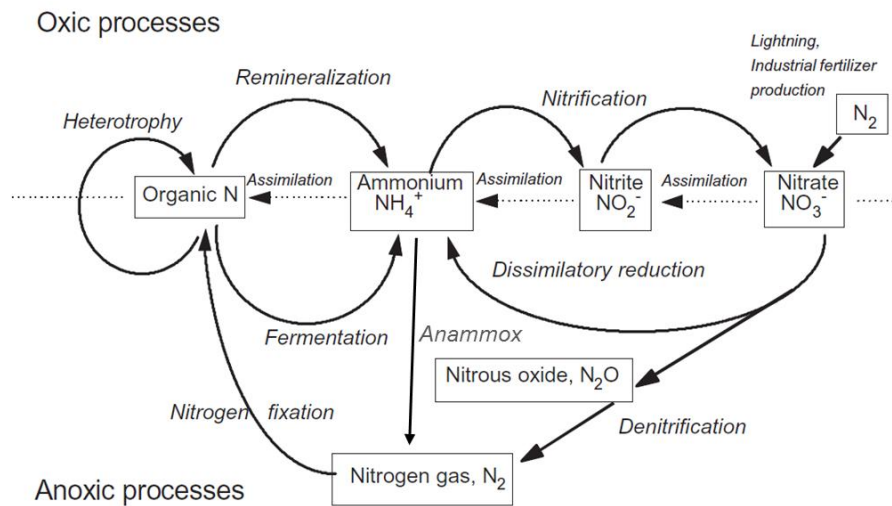 Oxic processes
Lightning,
Industrial fertilizer
production
N2
Remineralization
Nitrification
Heterotrophy
Organic N
Assimilation
Ammonium
NH4+
Assimilation
Nitrite
NO2-
Assimilation
Nitrate
NO3-
Dissimilatory reduction
Fermentation
Anammox
Nitrous oxide, N2O
Nitrogen fixation
Denitrification
Nitrogen gas, N2
Anoxic processes